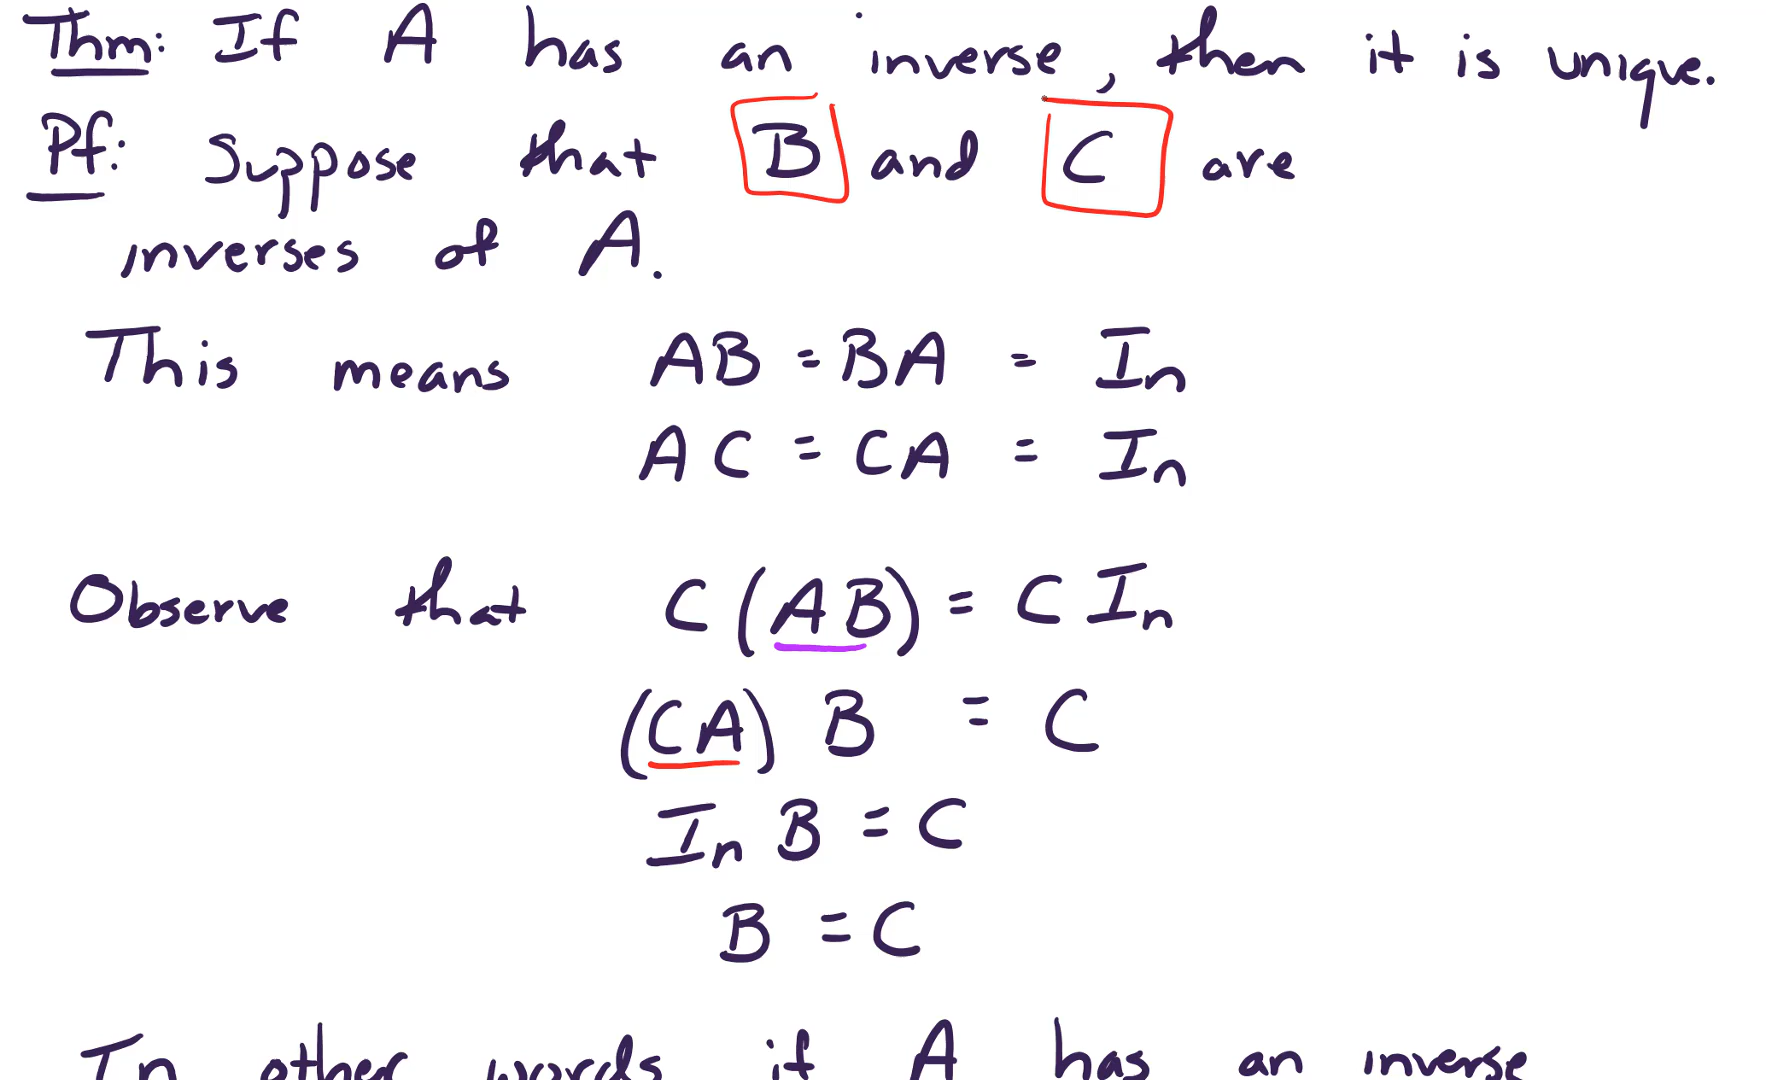 Thm: If A has an inverse, then it is unique.
Pf: Suppose that B and C are
inverses of A.
This means AB = BA = In
AC = CA = In
Observe that C(AB) = C In
(CA) B = C
In B = C
B = C
In other words if A has an inverse